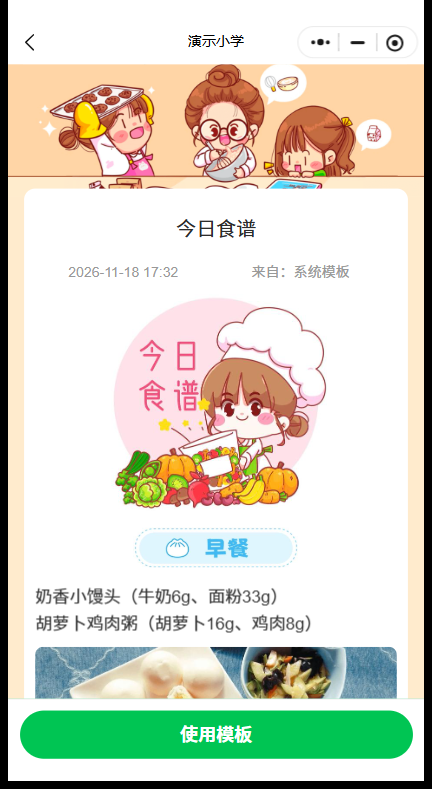 演示小学
今日食谱
2026-11-18 17:32 来自：系统模板
今日
食谱
早餐
奶香小馒头（牛奶6g、面粉33g）
胡萝卜鸡肉粥（胡萝卜16g、鸡肉8g）
使用模板